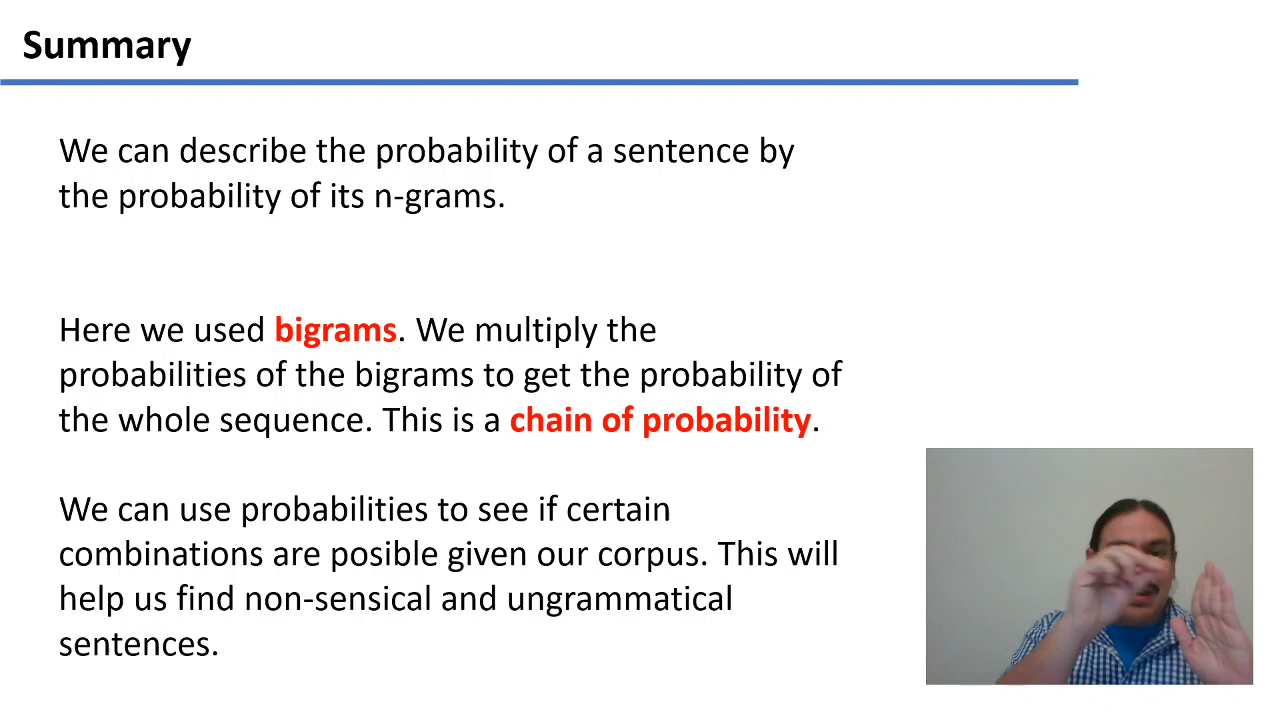 Summary
We can describe the probability of a sentence by
the probability of its n-grams.
Here we used bigrams. We multiply the
probabilities of the bigrams to get the probability of
the whole sequence. This is a chain of probability.
We can use probabilities to see if certain
combinations are posible given our corpus. This will
help us find non-sensical and ungrammatical
sentences.